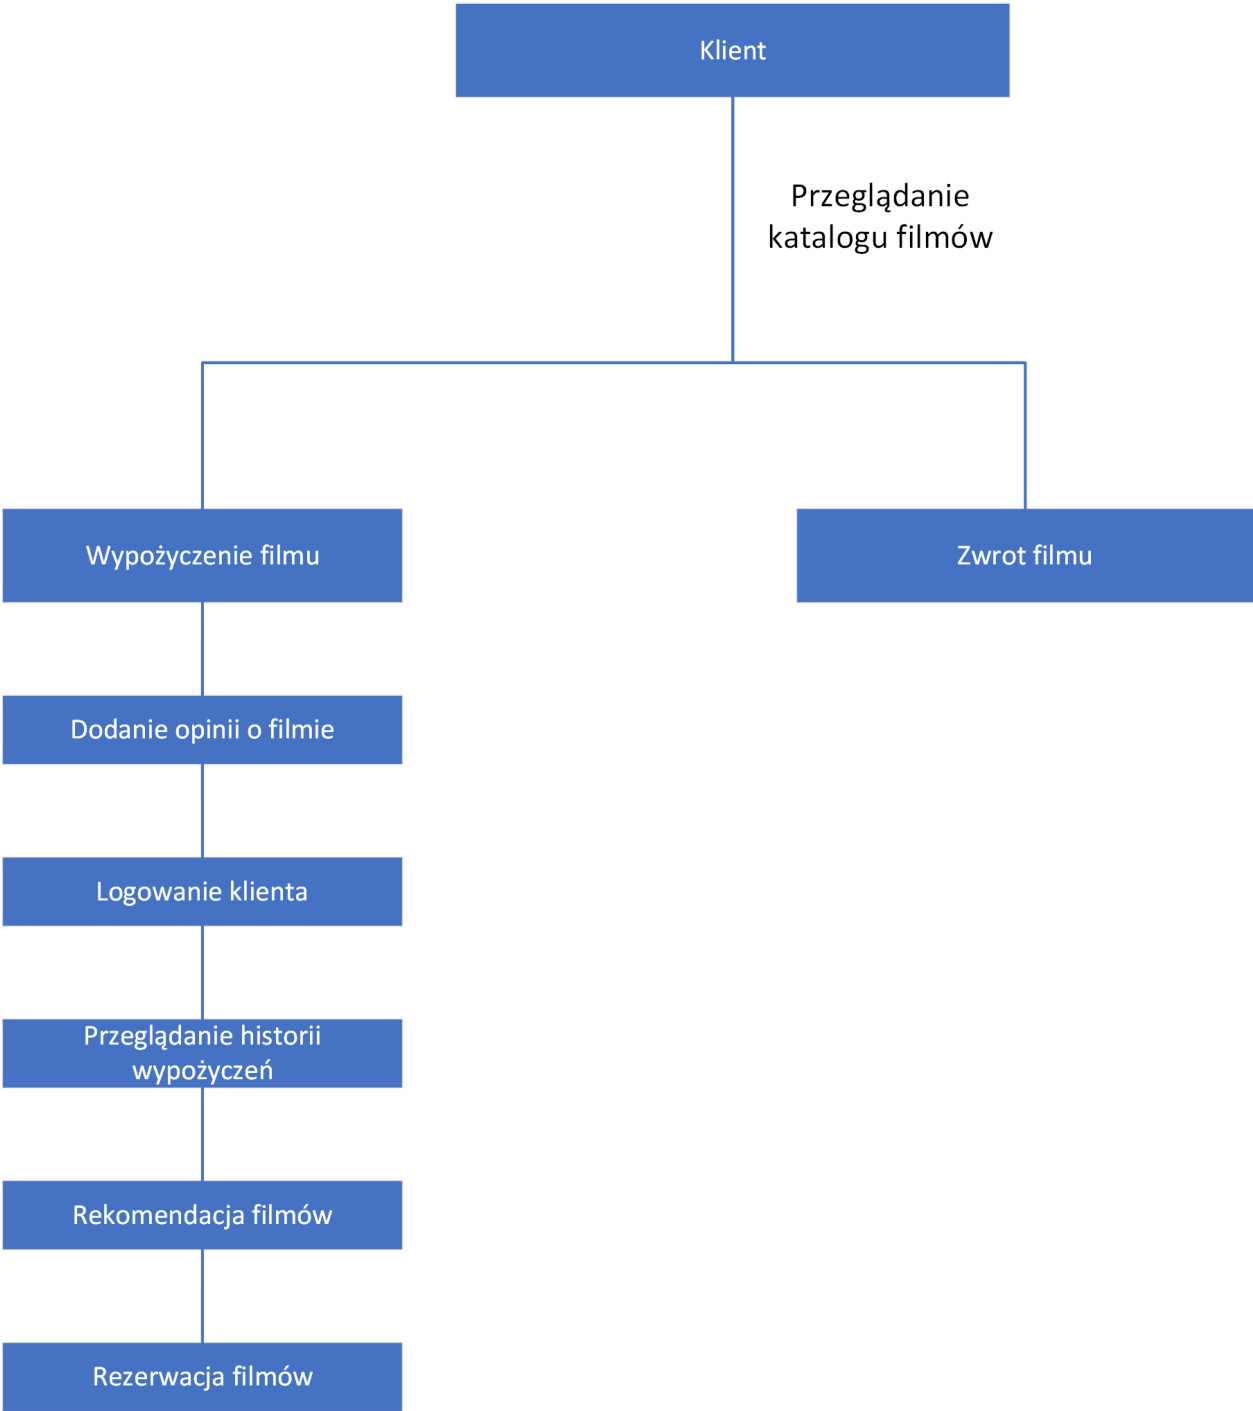 Klient
Przeglądanie
katalogu filmów
Wypożyczenie filmu
Zwrot filmu
Dodanie opinii o filmie
Logowanie klienta
Przeglądanie historii
wypożyczeń
Rekomendacja filmów
Rezerwacja filmów